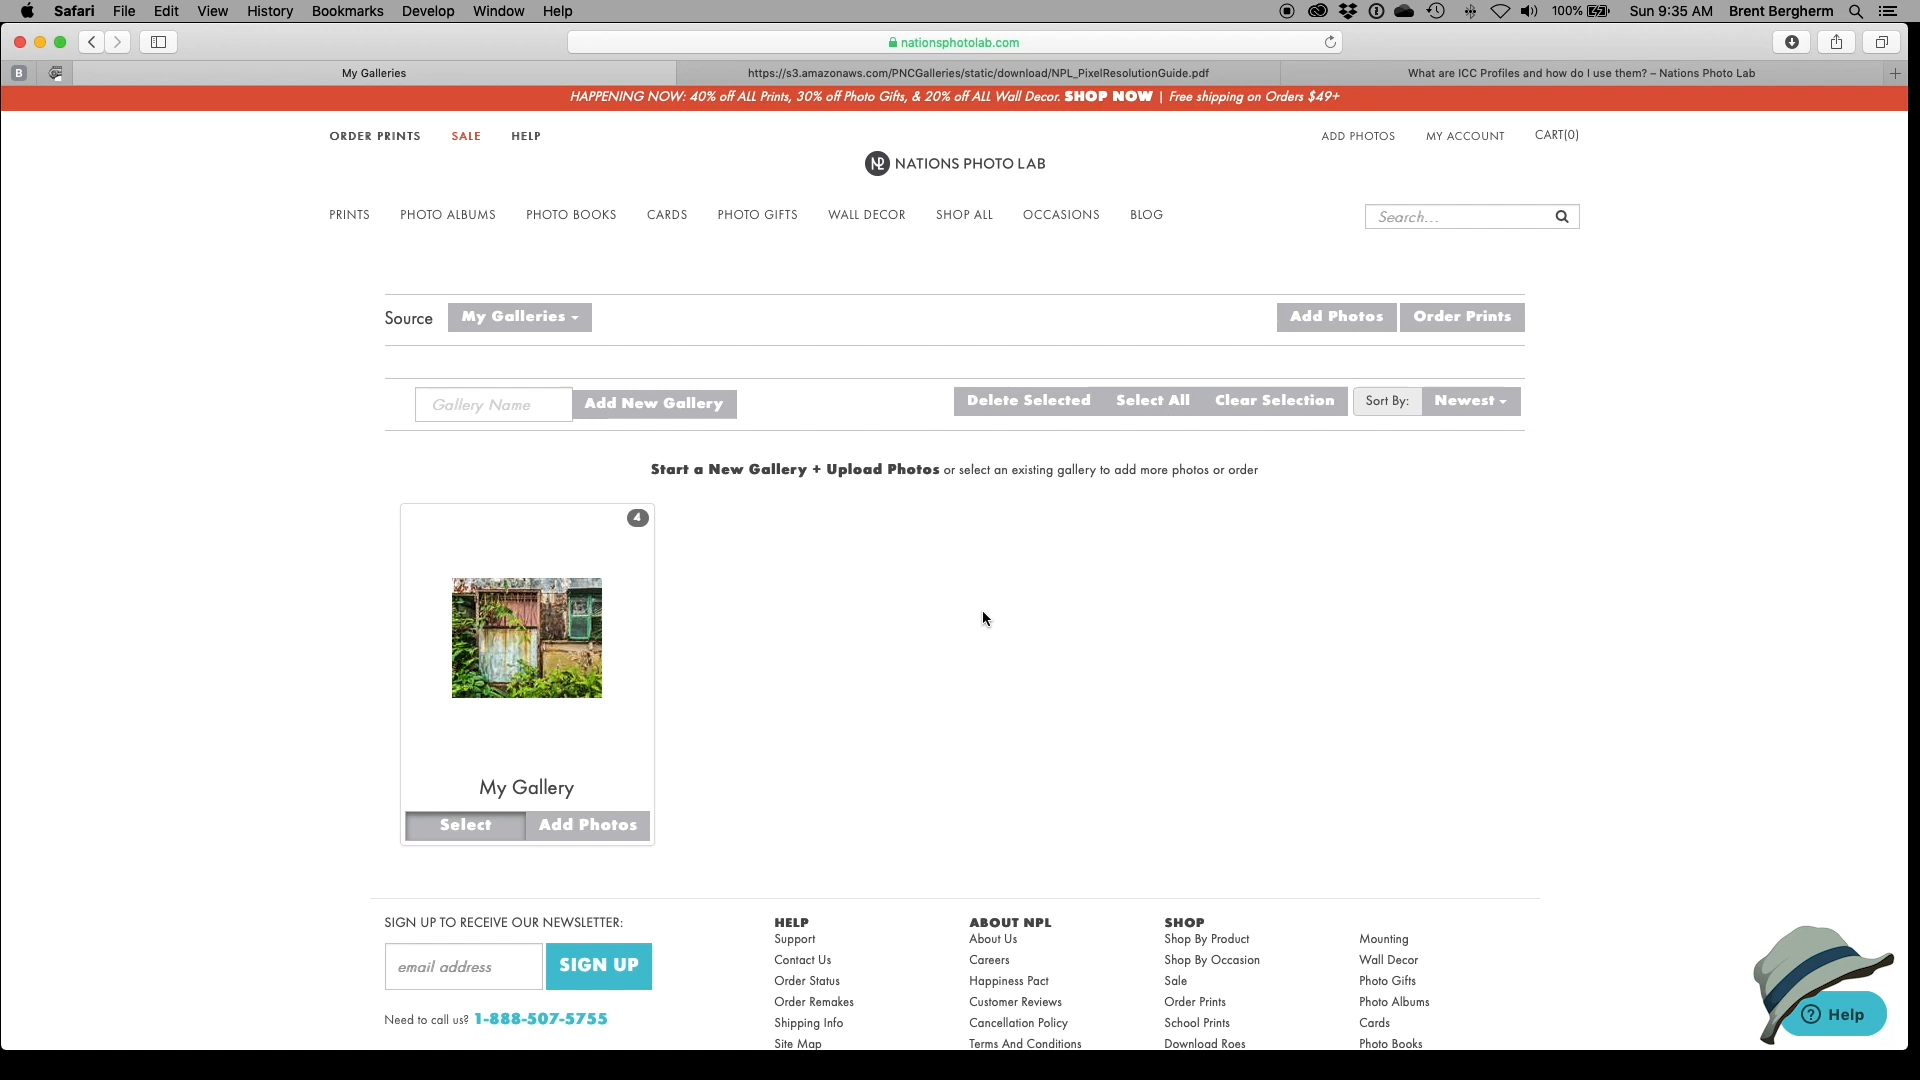 Safari File Edit View History Bookmarks Develop Window Help 100% Sun 9:35 AM Brent Bergherm
nationsphotolab.com
B My Galleries https://s3.amazonaws.com/PNCGalleries/static/download/NPL_PixelResolutionGuide.pdf What are ICC Profiles and how do I use them? – Nations Photo Lab
HAPPENING NOW: 40% off ALL Prints, 30% off Photo Gifts, & 20% off ALL Wall Decor. SHOP NOW | Free shipping on Orders $49+
ORDER PRINTS SALE HELP ADD PHOTOS MY ACCOUNT CART(0)
NATIONS PHOTO LAB
PRINTS PHOTO ALBUMS PHOTO BOOKS CARDS PHOTO GIFTS WALL DECOR SHOP ALL OCCASIONS BLOG Search...
Source My Galleries Add Photos Order Prints
Gallery Name Add New Gallery Delete Selected Select All Clear Selection Sort By: Newest
Start a New Gallery + Upload Photos or select an existing gallery to add more photos or order
4
My Gallery
Select Add Photos
SIGN UP TO RECEIVE OUR NEWSLETTER: HELP ABOUT NPL SHOP
Support About Us Shop By Product Mounting
email address SIGN UP Contact Us Careers Shop By Occasion Wall Decor
Order Status Happiness Pact Sale Photo Gifts
Order Remakes Customer Reviews Order Prints Photo Albums
Need to call us? 1-888-507-5755 Shipping Info Cancellation Policy School Prints Cards
Site Map Terms And Conditions Download Roes Photo Books
? Help